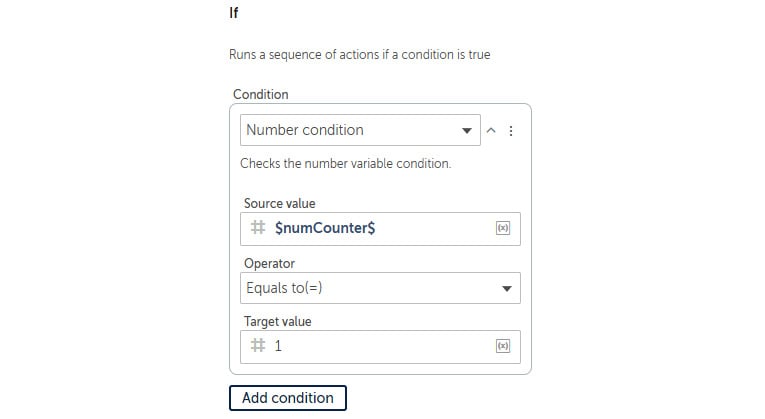 If
Runs a sequence of actions if a condition is true
Condition
Number condition
Checks the number variable condition.
Source value
# $numCounter$ (x)
Operator
Equals to(=)
Target value
# 1 (x)
Add condition